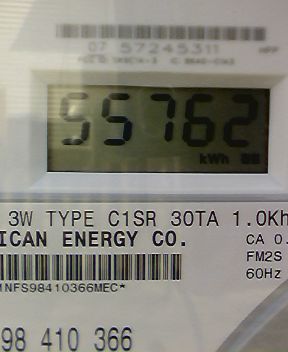 07 57245311
55762
kWh
3W TYPE C1SR 30TA 1.0Kh
ICAN ENERGY CO. CA 0.
FM2S
60Hz
NFS98410366MEC*
98 410 366